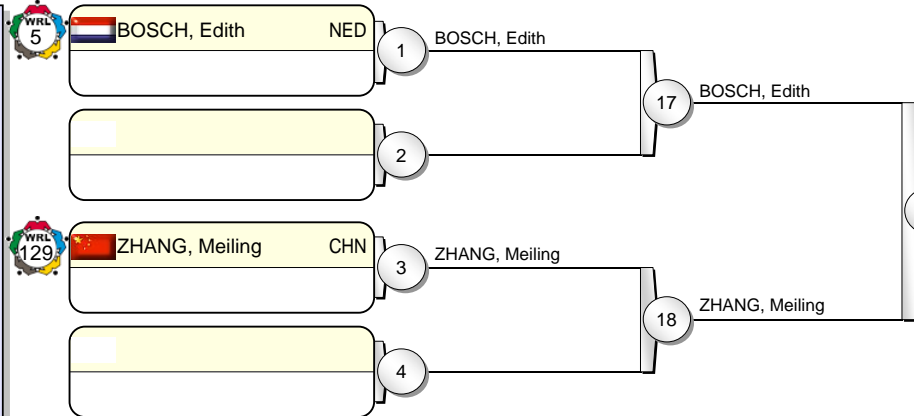 WRL
5
BOSCH, Edith NED
1
BOSCH, Edith
17
BOSCH, Edith
2
WRL
129
ZHANG, Meiling CHN
3
ZHANG, Meiling
18
ZHANG, Meiling
4